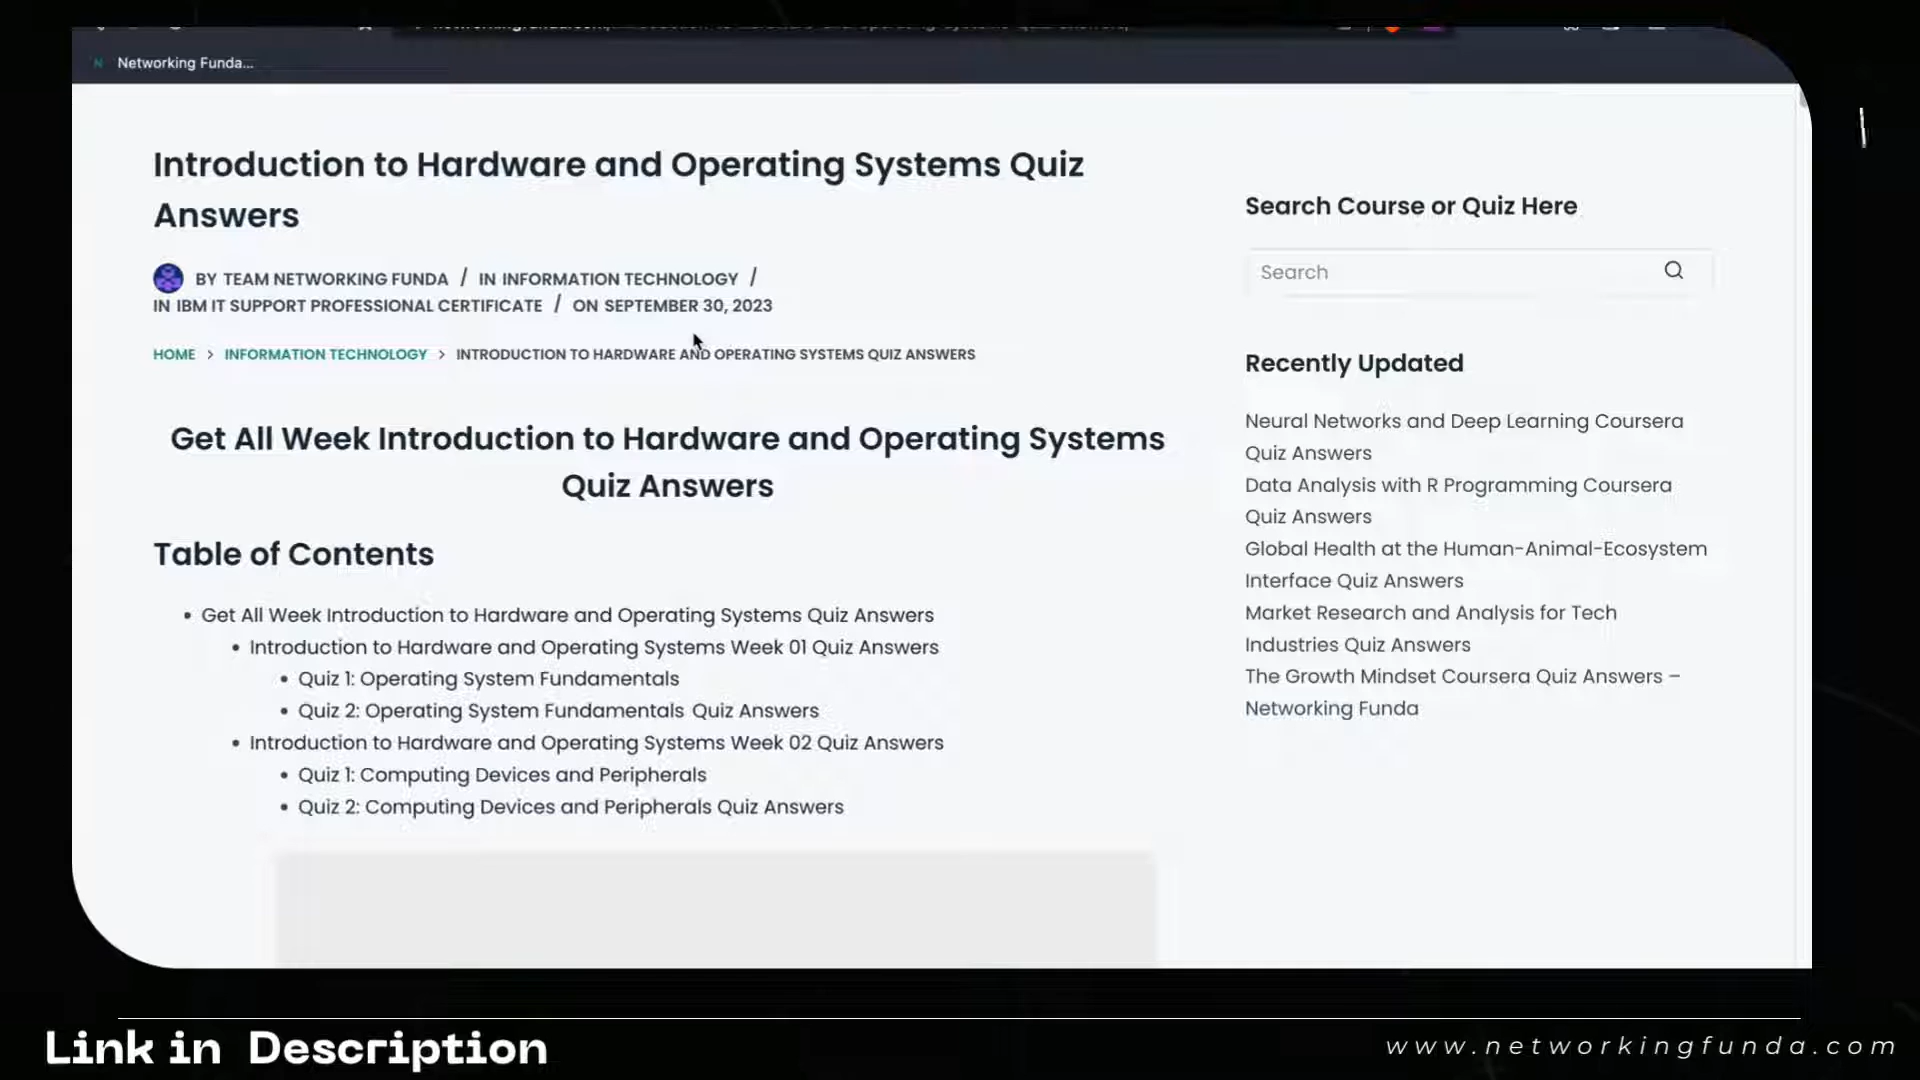 Networking Funda...
Introduction to Hardware and Operating Systems Quiz
Answers
BY TEAM NETWORKING FUNDA / IN INFORMATION TECHNOLOGY /
IN IBM IT SUPPORT PROFESSIONAL CERTIFICATE / ON SEPTEMBER 30, 2023
HOME > INFORMATION TECHNOLOGY > INTRODUCTION TO HARDWARE AND OPERATING SYSTEMS QUIZ ANSWERS
Get All Week Introduction to Hardware and Operating Systems
Quiz Answers
Table of Contents
• Get All Week Introduction to Hardware and Operating Systems Quiz Answers
• Introduction to Hardware and Operating Systems Week 01 Quiz Answers
• Quiz 1: Operating System Fundamentals
• Quiz 2: Operating System Fundamentals Quiz Answers
• Introduction to Hardware and Operating Systems Week 02 Quiz Answers
• Quiz 1: Computing Devices and Peripherals
• Quiz 2: Computing Devices and Peripherals Quiz Answers
Search Course or Quiz Here
Search
Recently Updated
Neural Networks and Deep Learning Coursera
Quiz Answers
Data Analysis with R Programming Coursera
Quiz Answers
Global Health at the Human-Animal-Ecosystem
Interface Quiz Answers
Market Research and Analysis for Tech
Industries Quiz Answers
The Growth Mindset Coursera Quiz Answers –
Networking Funda
Link in Description
www.networkingfunda.com